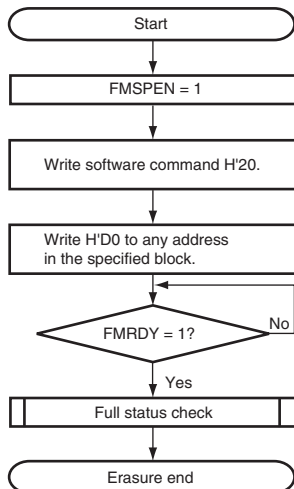 Start
FMSPEN = 1
Write software command H'20.
Write H'D0 to any address
in the specified block.
FMRDY = 1?
No
Yes
Full status check
Erasure end